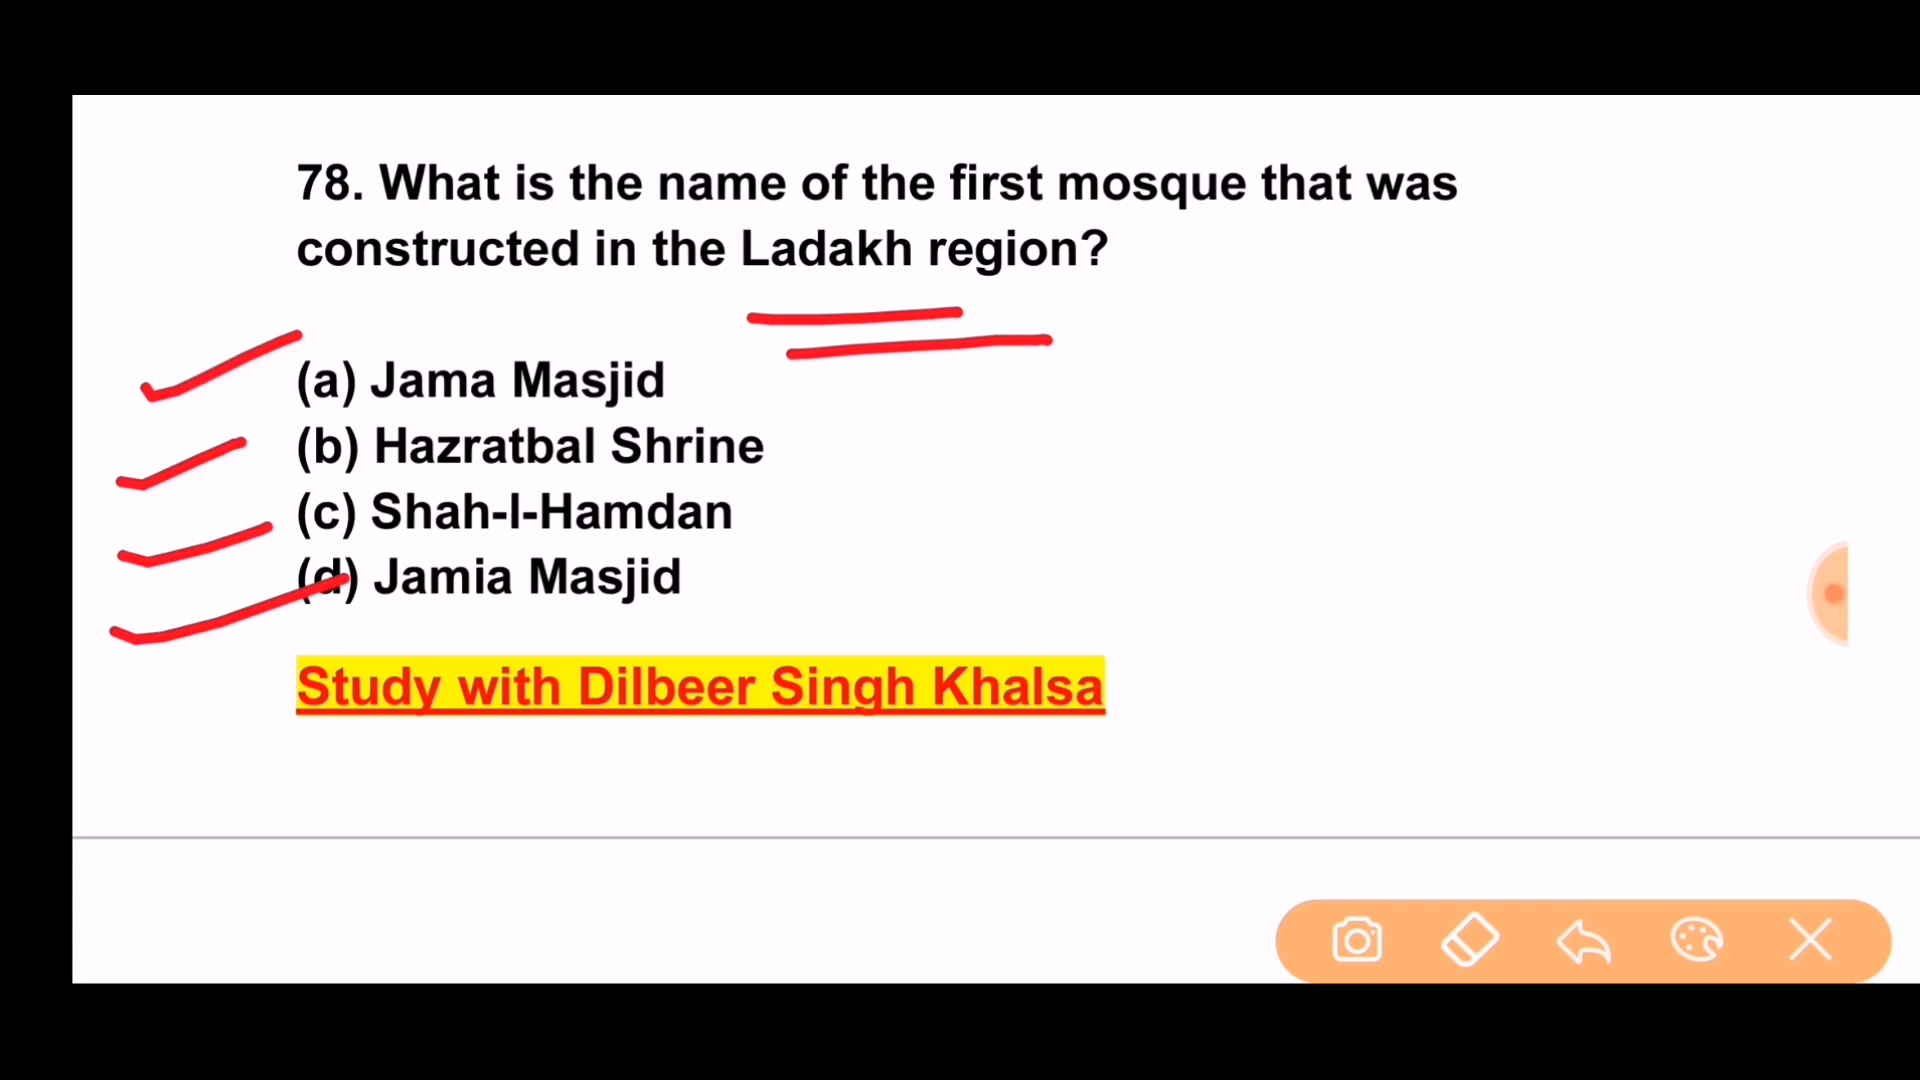 78. What is the name of the first mosque that was
constructed in the Ladakh region?
(a) Jama Masjid
(b) Hazratbal Shrine
(c) Shah-I-Hamdan
(d) Jamia Masjid
Study with Dilbeer Singh Khalsa